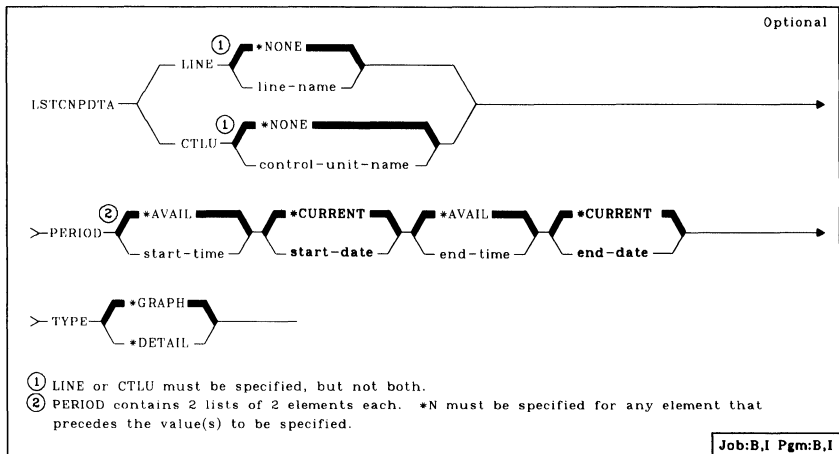 Optional
① *NONE
LINE
line-name
LSTCNPDTA
① *NONE
CTLU
control-unit-name
② *AVAIL *CURRENT *AVAIL *CURRENT
>-PERIOD
start-time start-date end-time end-date
*GRAPH
>-TYPE
*DETAIL
① LINE or CTLU must be specified, but not both.
② PERIOD contains 2 lists of 2 elements each. *N must be specified for any element that
precedes the value(s) to be specified.
Job:B,I Pgm:B,I